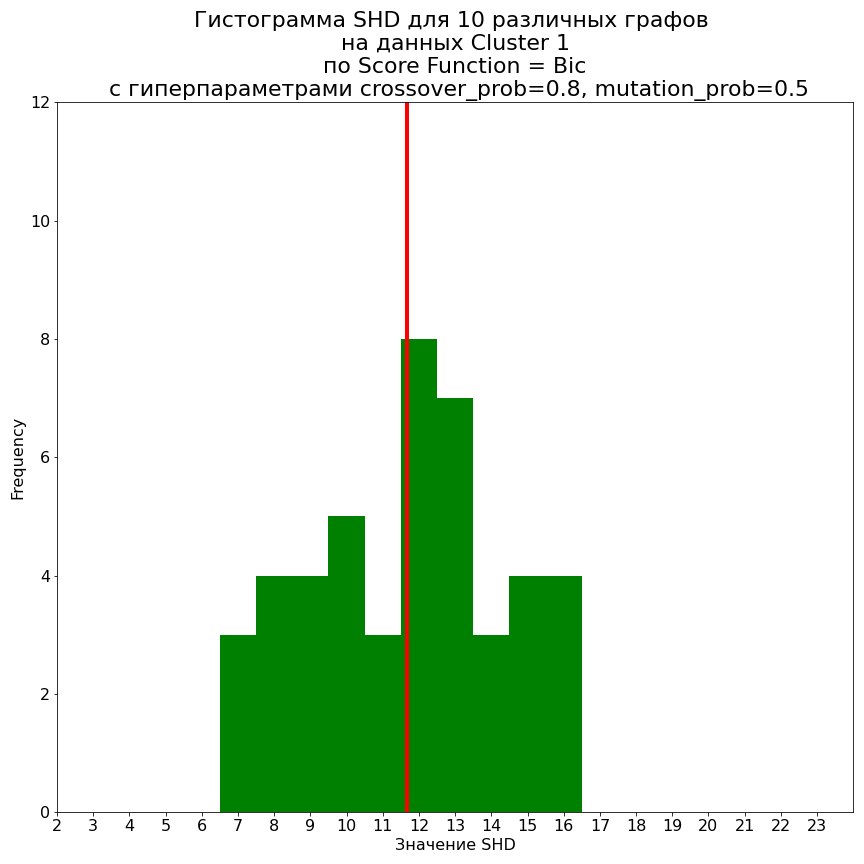 Гистограмма SHD для 10 различных графов
на данных Cluster 1
по Score Function = Bic
с гиперпараметрами crossover_prob=0.8, mutation_prob=0.5
12
10
8
6
4
2
0
Frequency
2 3 4 5 6 7 8 9 10 11 12 13 14 15 16 17 18 19 20 21 22 23
Значение SHD